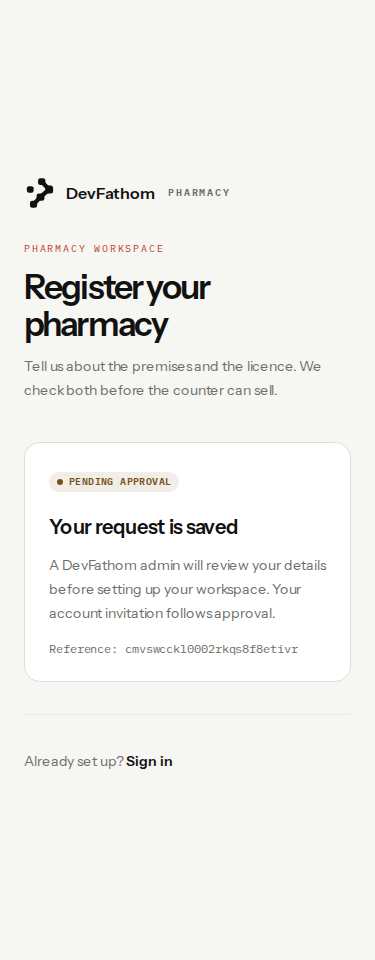 DevFathom PHARMACY
PHARMACY WORKSPACE
Register your
pharmacy
Tell us about the premises and the licence. We
check both before the counter can sell.
PENDING APPROVAL
Your request is saved
A DevFathom admin will review your details
before setting up your workspace. Your
account invitation follows approval.
Reference: cmvswcckl0002rkqs8f8etivr
Already set up? Sign in